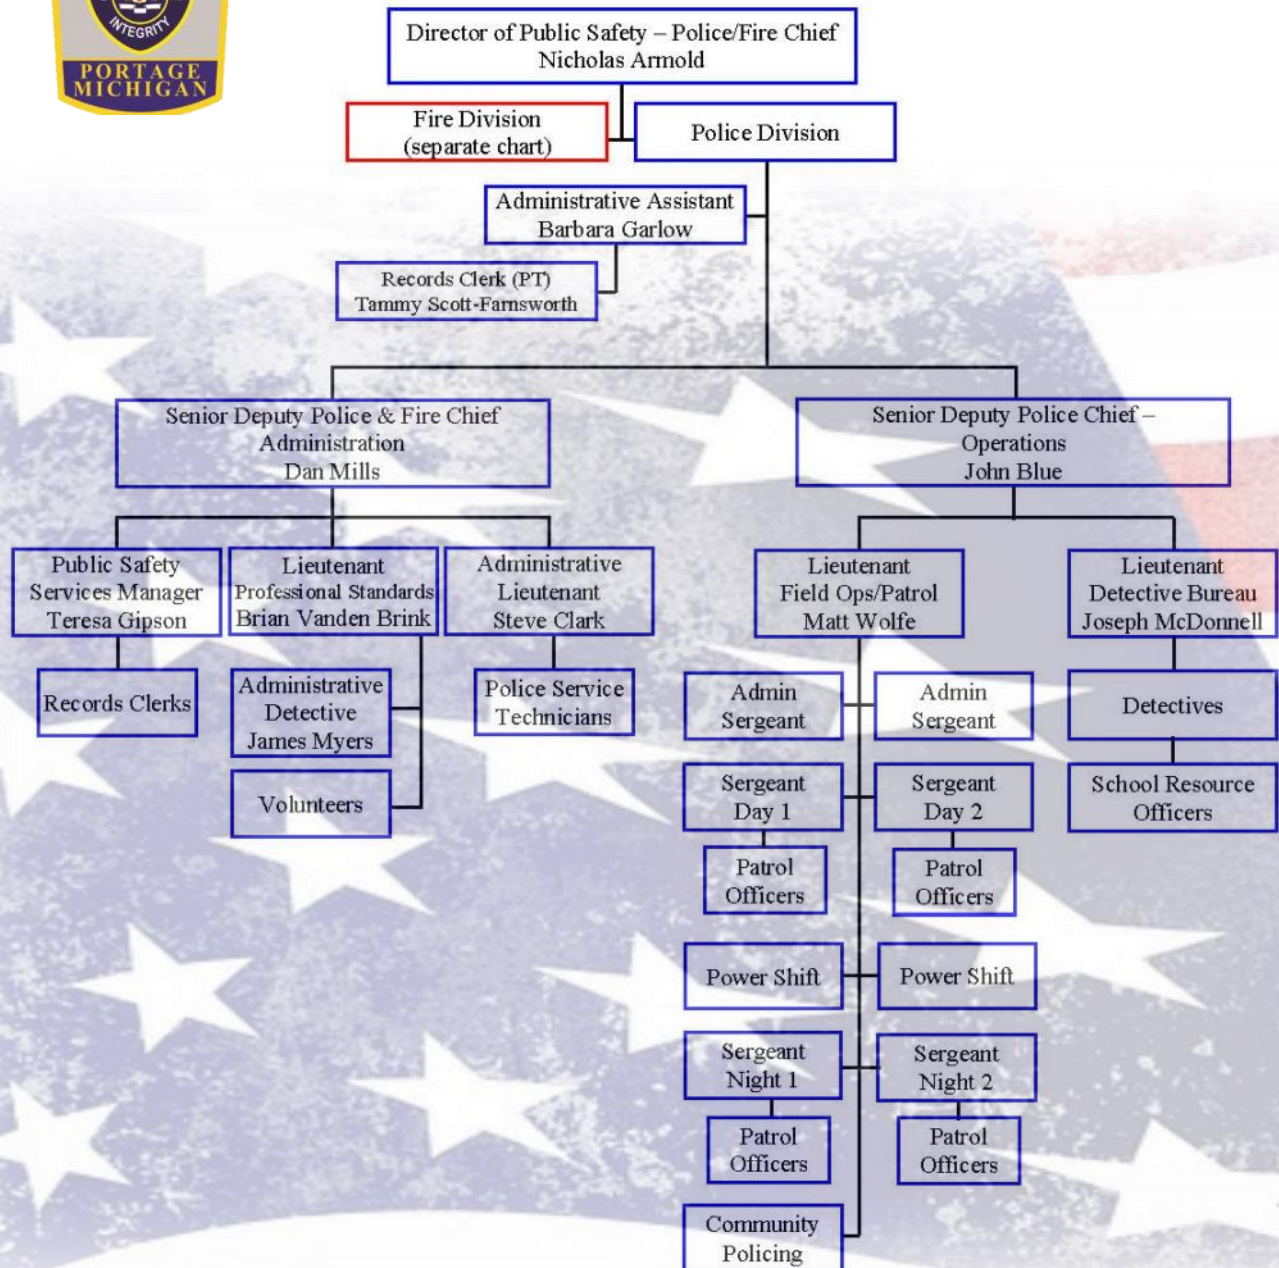 INTEGRITY
PORTAGE
MICHIGAN
Director of Public Safety – Police/Fire Chief
Nicholas Armold
Fire Division
(separate chart)
Police Division
Administrative Assistant
Barbara Garlow
Records Clerk (PT)
Tammy Scott-Farnsworth
Senior Deputy Police & Fire Chief
Administration
Dan Mills
Senior Deputy Police Chief –
Operations
John Blue
Public Safety
Services Manager
Teresa Gipson
Lieutenant
Professional Standards
Brian Vanden Brink
Administrative
Lieutenant
Steve Clark
Lieutenant
Field Ops/Patrol
Matt Wolfe
Lieutenant
Detective Bureau
Joseph McDonnell
Records Clerks
Administrative
Detective
James Myers
Police Service
Technicians
Admin
Sergeant
Admin
Sergeant
Detectives
Volunteers
Sergeant
Day 1
Sergeant
Day 2
School Resource
Officers
Patrol
Officers
Patrol
Officers
Power Shift
Power Shift
Sergeant
Night 1
Sergeant
Night 2
Patrol
Officers
Patrol
Officers
Community
Policing